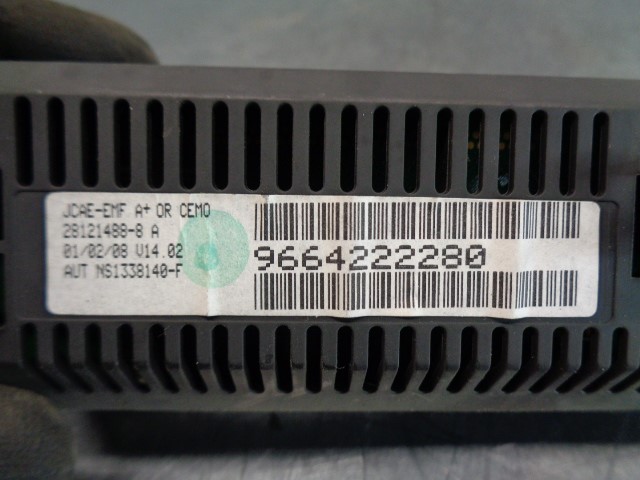 JCAE-EMF A+ OR CEMO
28121488-8 A
01/02/08 V14.02
AUT NS1338140-F
9664222280